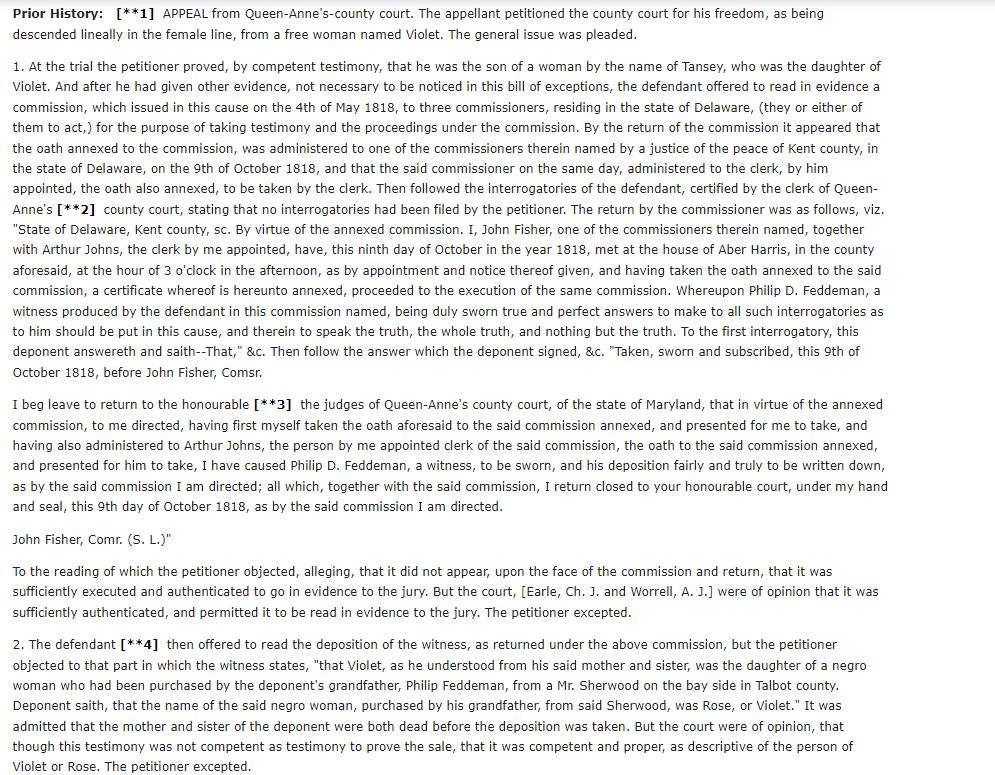 Prior History: [**1] APPEAL from Queen-Anne's-county court. The appellant petitioned the county court for his freedom, as being
descended lineally in the female line, from a free woman named Violet. The general issue was pleaded.
1. At the trial the petitioner proved, by competent testimony, that he was the son of a woman by the name of Tansey, who was the daughter of
Violet. And after he had given other evidence, not necessary to be noticed in this bill of exceptions, the defendant offered to read in evidence a
commission, which issued in this cause on the 4th of May 1818, to three commissioners, residing in the state of Delaware, (they or either of
them to act,) for the purpose of taking testimony and the proceedings under the commission. By the return of the commission it appeared that
the oath annexed to the commission, was administered to one of the commissioners therein named by a justice of the peace of Kent county, in
the state of Delaware, on the 9th of October 1818, and that the said commissioner on the same day, administered to the clerk, by him
appointed, the oath also annexed, to be taken by the clerk. Then followed the interrogatories of the defendant, certified by the clerk of Queen-
Anne's [**2] county court, stating that no interrogatories had been filed by the petitioner. The return by the commissioner was as follows, viz.
"State of Delaware, Kent county, sc. By virtue of the annexed commission. I, John Fisher, one of the commissioners therein named, together
with Arthur Johns, the clerk by me appointed, have, this ninth day of October in the year 1818, met at the house of Aber Harris, in the county
aforesaid, at the hour of 3 o'clock in the afternoon, as by appointment and notice thereof given, and having taken the oath annexed to the said
commission, a certificate whereof is hereunto annexed, proceeded to the execution of the same commission. Whereupon Philip D. Feddeman, a
witness produced by the defendant in this commission named, being duly sworn true and perfect answers to make to all such interrogatories as
to him should be put in this cause, and therein to speak the truth, the whole truth, and nothing but the truth. To the first interrogatory, this
deponent answereth and saith--That," &c. Then follow the answer which the deponent signed, &c. "Taken, sworn and subscribed, this 9th of
October 1818, before John Fisher, Comsr.
I beg leave to return to the honourable [**3] the judges of Queen-Anne's county court, of the state of Maryland, that in virtue of the annexed
commission, to me directed, having first myself taken the oath aforesaid to the said commission annexed, and presented for me to take, and
having also administered to Arthur Johns, the person by me appointed clerk of the said commission, the oath to the said commission annexed,
and presented for him to take, I have caused Philip D. Feddeman, a witness, to be sworn, and his deposition fairly and truly to be written down,
as by the said commission I am directed; all which, together with the said commission, I return closed to your honourable court, under my hand
and seal, this 9th day of October 1818, as by the said commission I am directed.
John Fisher, Comr. (S. L.)"
To the reading of which the petitioner objected, alleging, that it did not appear, upon the face of the commission and return, that it was
sufficiently executed and authenticated to go in evidence to the jury. But the court, [Earle, Ch. J. and Worrell, A. J.] were of opinion that it was
sufficiently authenticated, and permitted it to be read in evidence to the jury. The petitioner excepted.
2. The defendant [**4] then offered to read the deposition of the witness, as returned under the above commission, but the petitioner
objected to that part in which the witness states, "that Violet, as he understood from his said mother and sister, was the daughter of a negro
woman who had been purchased by the deponent's grandfather, Philip Feddeman, from a Mr. Sherwood on the bay side in Talbot county.
Deponent saith, that the name of the said negro woman, purchased by his grandfather, from said Sherwood, was Rose, or Violet." It was
admitted that the mother and sister of the deponent were both dead before the deposition was taken. But the court were of opinion, that
though this testimony was not competent as testimony to prove the sale, that it was competent and proper, as descriptive of the person of
Violet or Rose. The petitioner excepted.